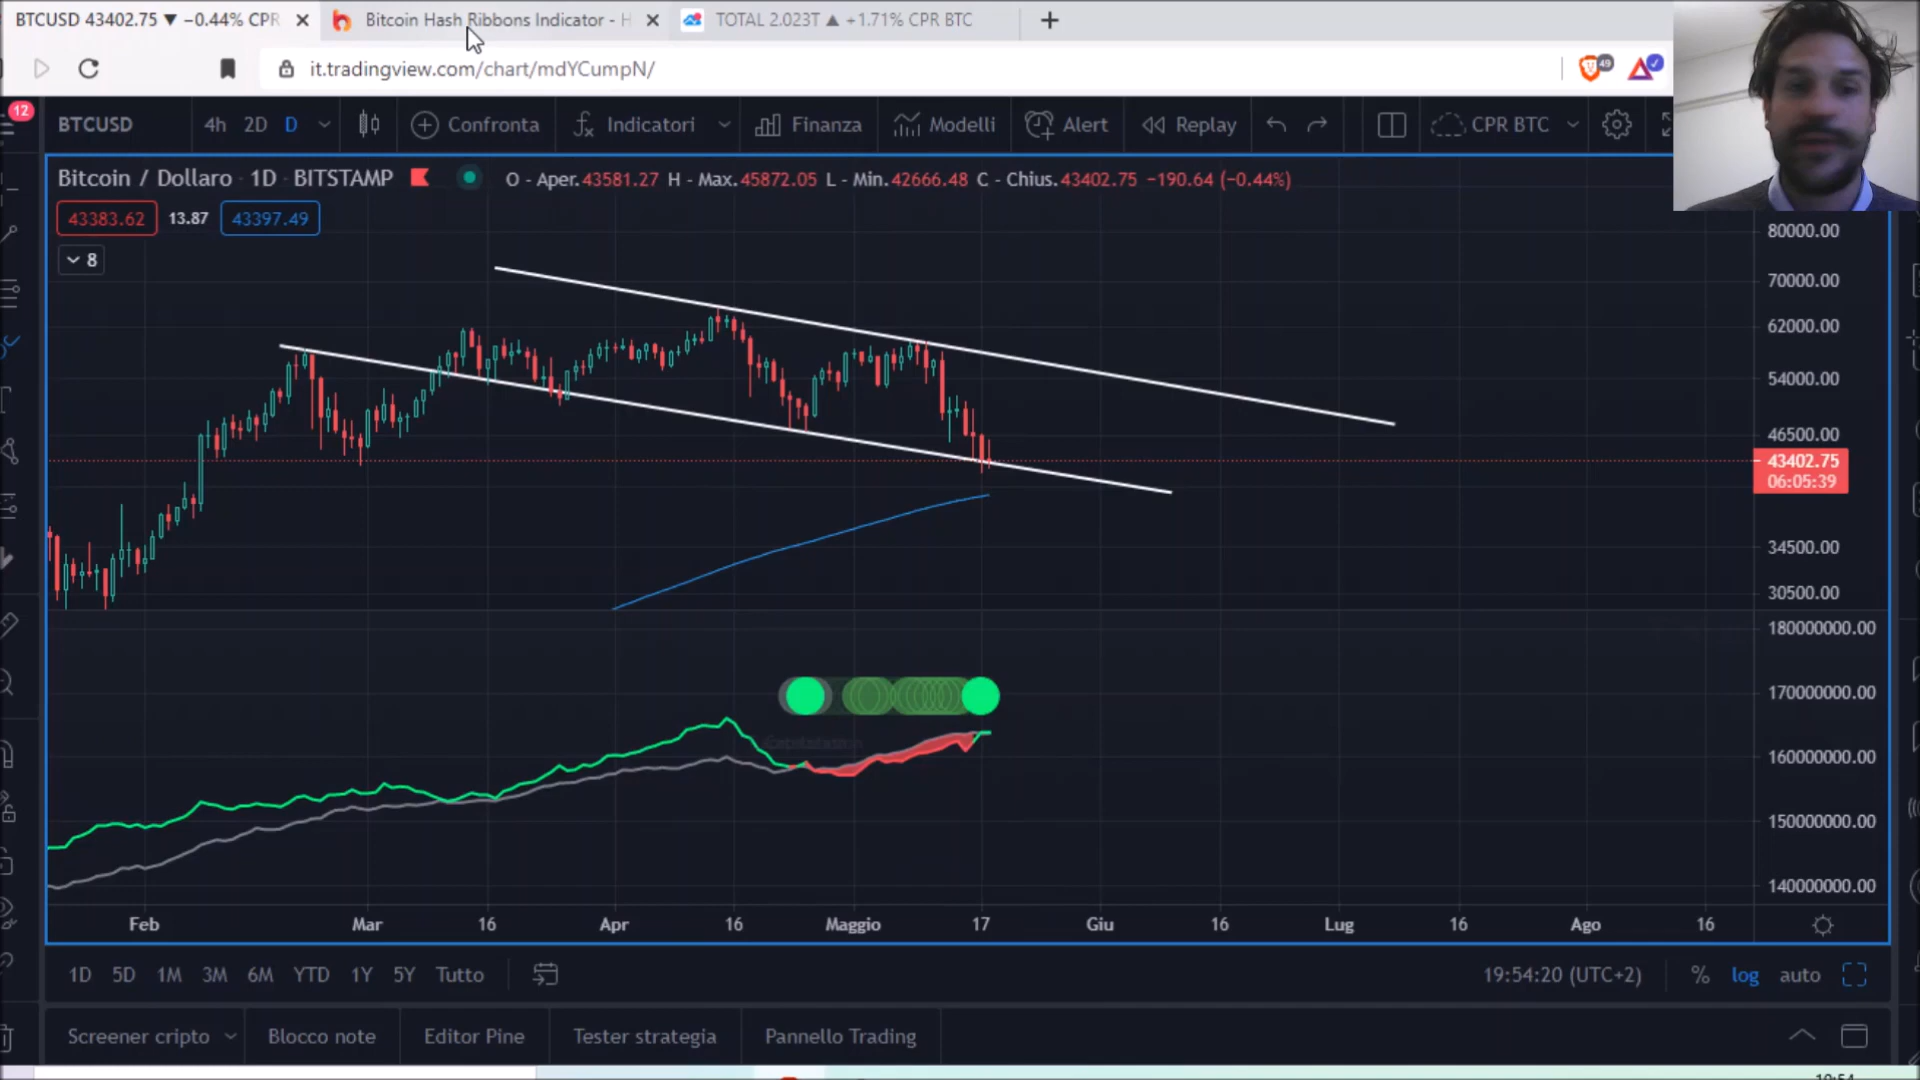 BTCUSD 43402.75 ▼ −0.44% CPR
Bitcoin Hash Ribbons Indicator - H
TOTAL 2.023T ▲ +1.71% CPR BTC
it.tradingview.com/chart/mdYCumpN/
49
12
BTCUSD
4h 2D D
Confronta
Indicatori
Finanza
Modelli
Alert
Replay
CPR BTC
Bitcoin / Dollaro · 1D · BITSTAMP
O - Aper.43581.27 H - Max.45872.05 L - Min.42666.48 C - Chius.43402.75 −190.64 (−0.44%)
43383.62 13.87 43397.49
8
80000.00
70000.00
62000.00
54000.00
46500.00
43402.75
06:05:39
34500.00
30500.00
180000000.00
170000000.00
160000000.00
150000000.00
140000000.00
Feb Mar 16 Apr 16 Maggio 17 Giu 16 Lug 16 Ago 16
1D 5D 1M 3M 6M YTD 1Y 5Y Tutto
19:54:20 (UTC+2) % log auto
Screener cripto Blocco note Editor Pine Tester strategia Pannello Trading